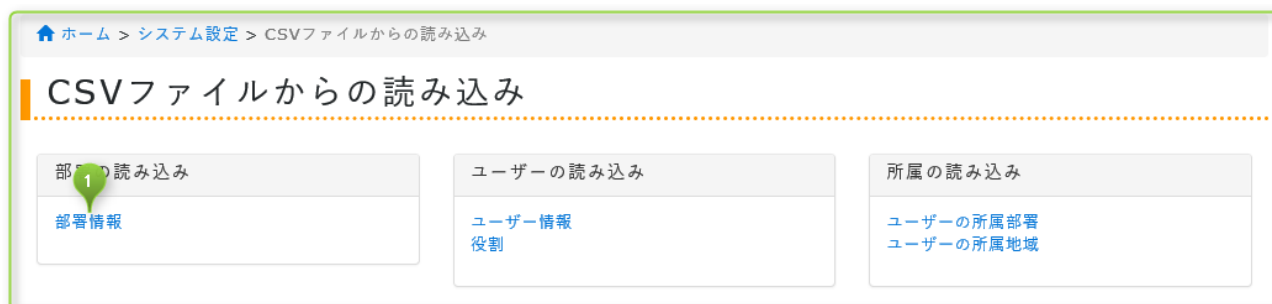 ホーム > システム設定 > CSVファイルからの読み込み
CSVファイルからの読み込み
部 の読み込み
1
部署情報
ユーザーの読み込み
ユーザー情報
役割
所属の読み込み
ユーザーの所属部署
ユーザーの所属地域